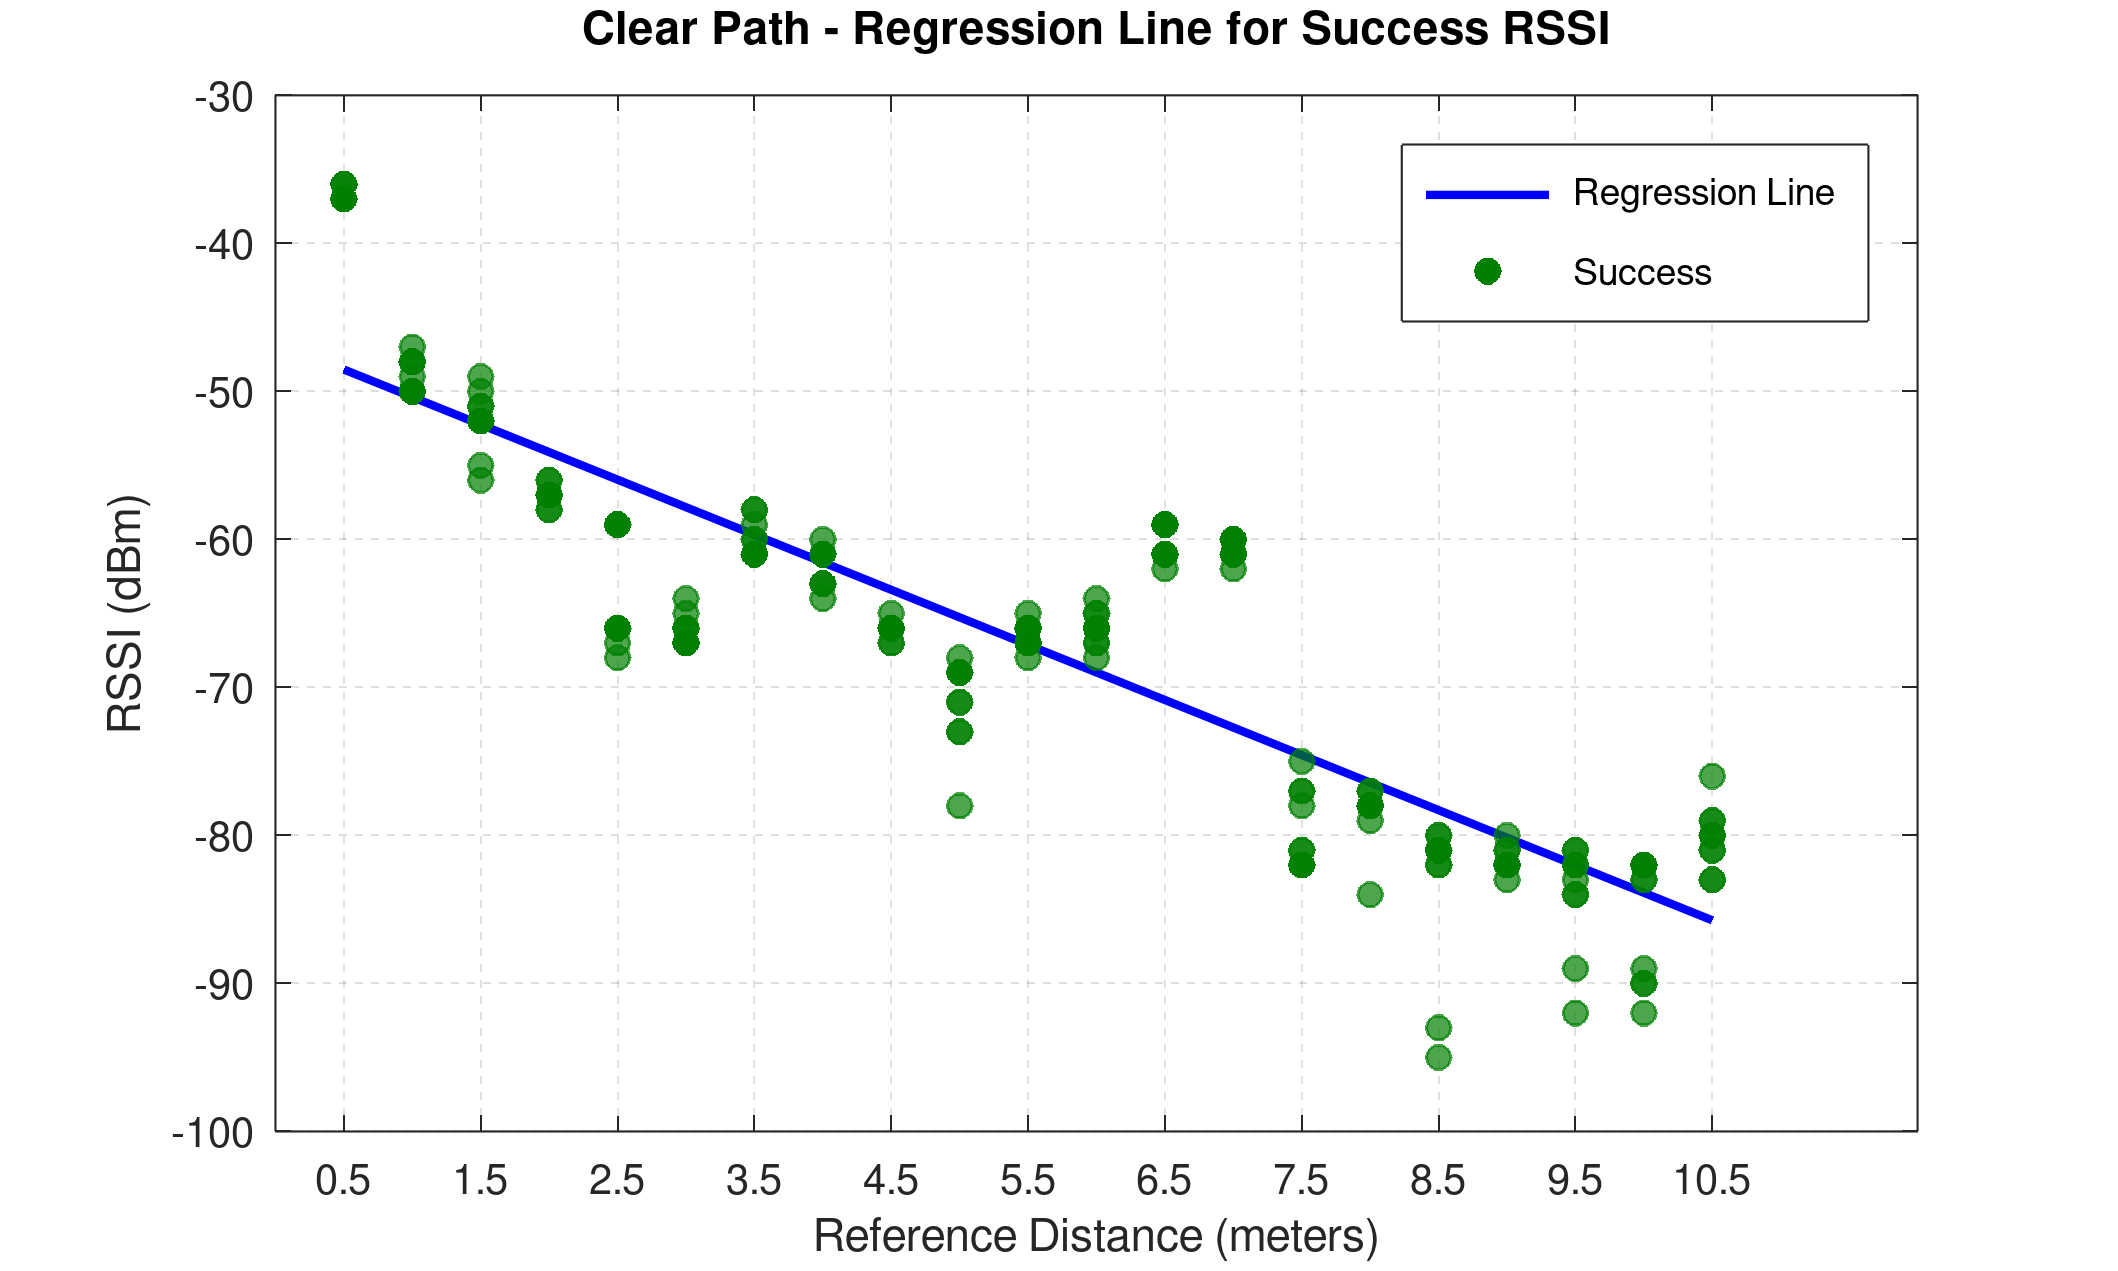 Clear Path - Regression Line for Success RSSI
-30
-40
-50
-60
-70
-80
-90
-100
RSSI (dBm)
Regression Line
Success
0.5 1.5 2.5 3.5 4.5 5.5 6.5 7.5 8.5 9.5 10.5
Reference Distance (meters)